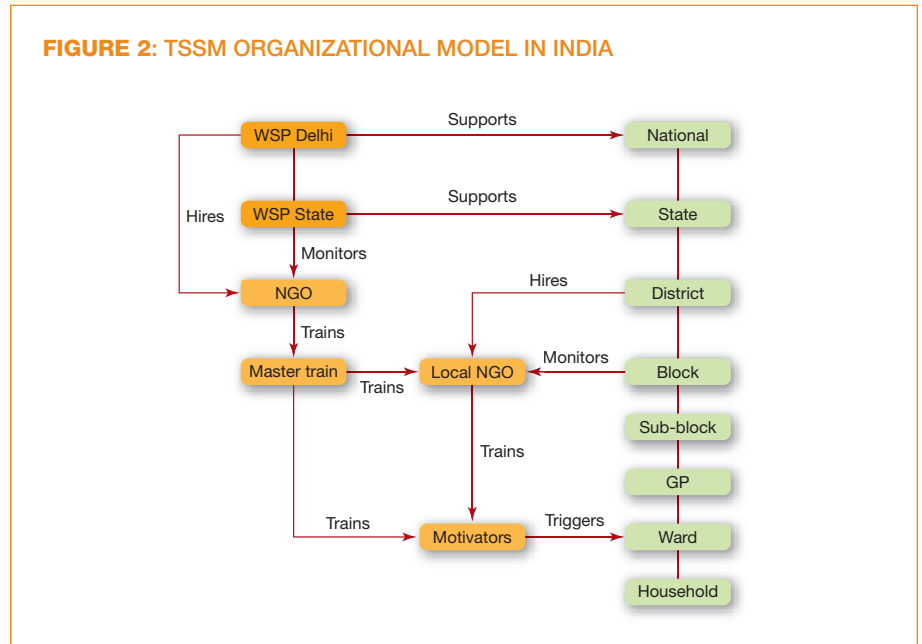 FIGURE 2: TSSM ORGANIZATIONAL MODEL IN INDIA
WSP Delhi
Supports
National
Hires
WSP State
Supports
State
Monitors
NGO
Hires
District
Trains
Master train
Trains
Local NGO
Monitors
Block
Sub-block
Trains
GP
Trains
Motivators
Triggers
Ward
Household